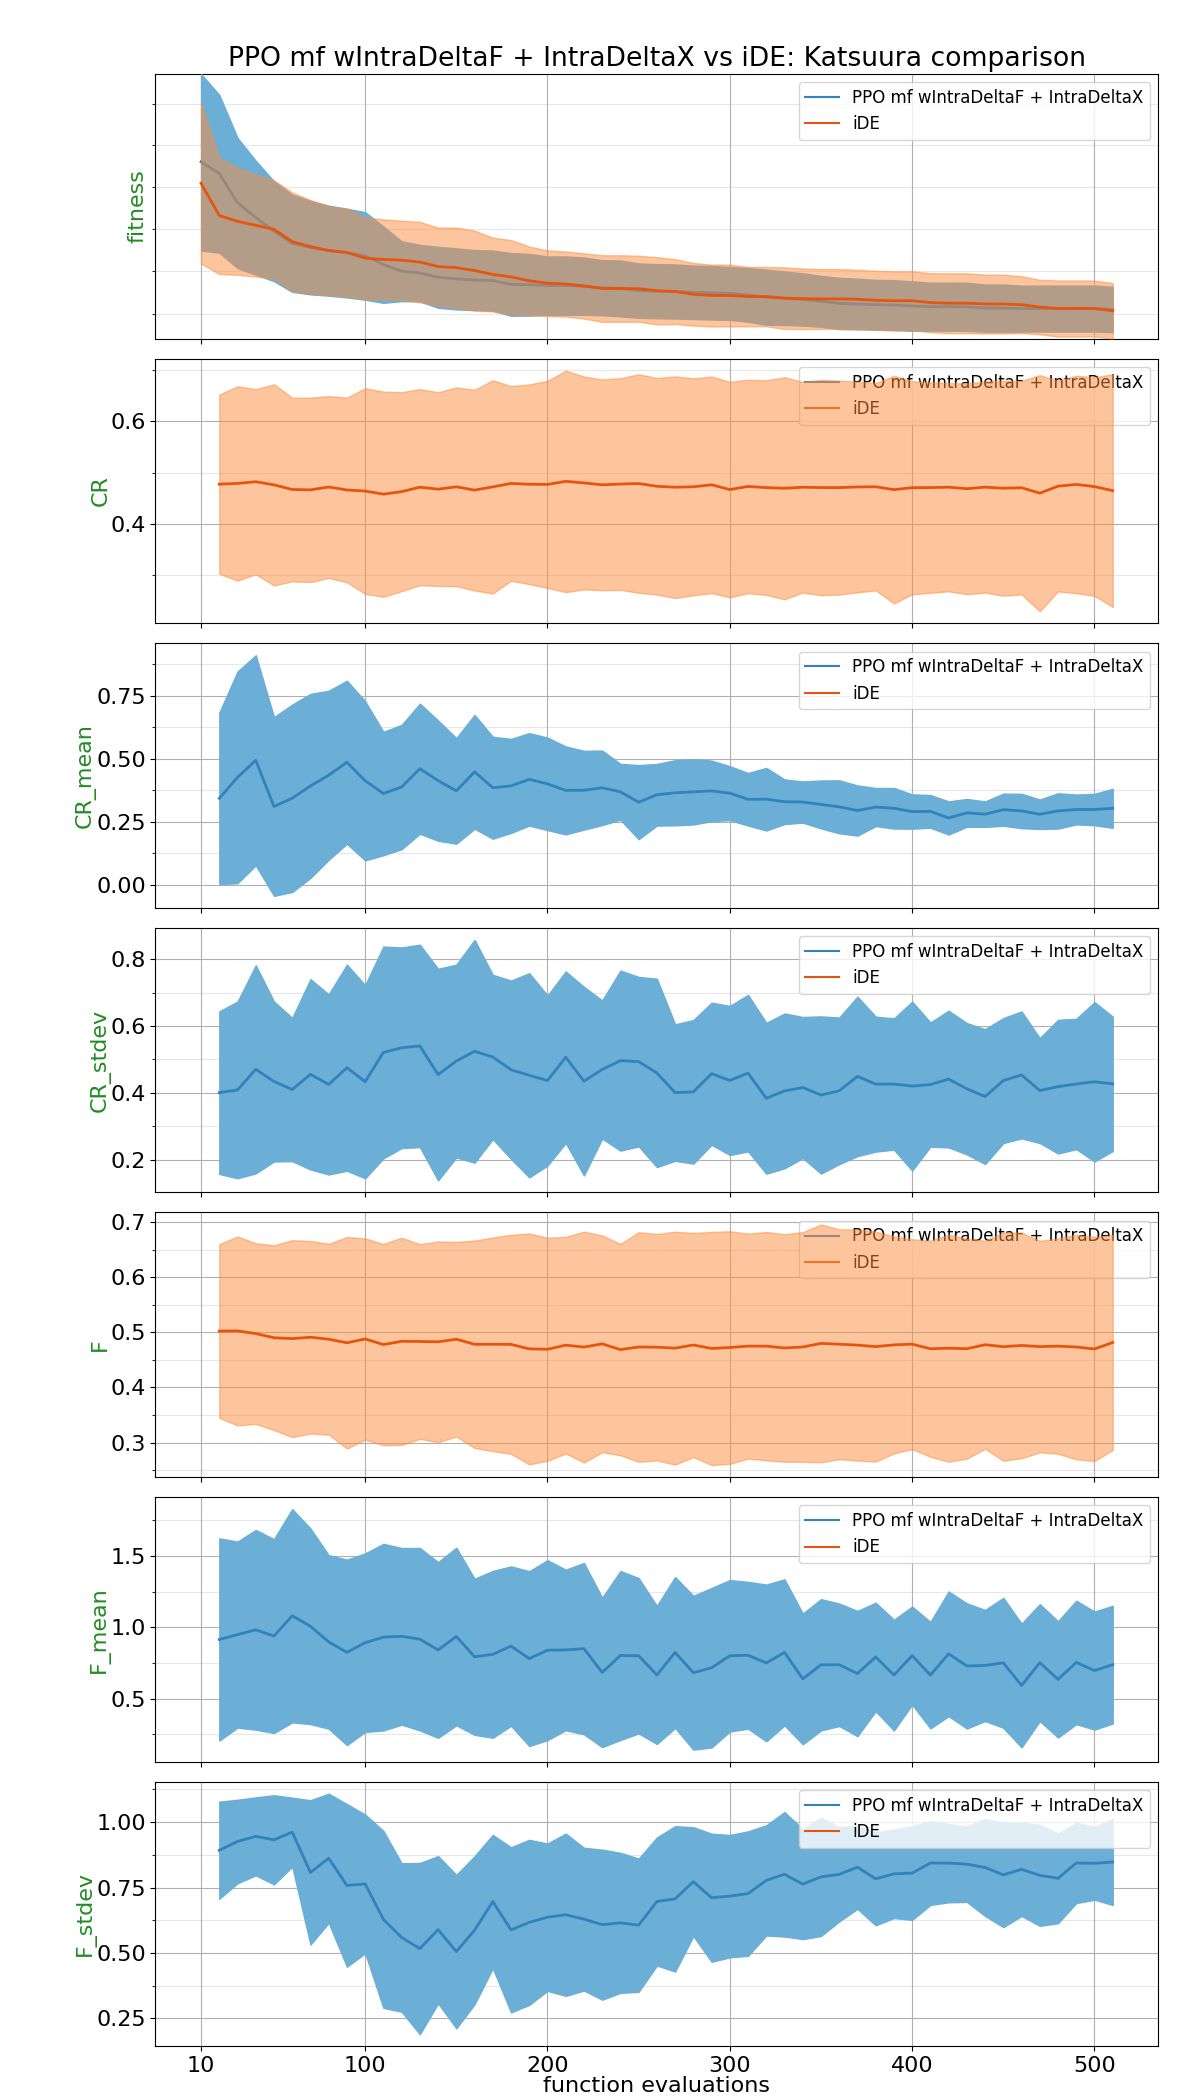 PPO mf wIntraDeltaF + IntraDeltaX vs iDE: Katsuura comparison
fitness
PPO mf wIntraDeltaF + IntraDeltaX
iDE
CR
0.6
0.4
PPO mf wIntraDeltaF + IntraDeltaX
iDE
CR_mean
0.75
0.50
0.25
0.00
PPO mf wIntraDeltaF + IntraDeltaX
iDE
CR_stdev
0.8
0.6
0.4
0.2
PPO mf wIntraDeltaF + IntraDeltaX
iDE
F
0.7
0.6
0.5
0.4
0.3
PPO mf wIntraDeltaF + IntraDeltaX
iDE
F_mean
1.5
1.0
0.5
PPO mf wIntraDeltaF + IntraDeltaX
iDE
F_stdev
1.00
0.75
0.50
0.25
PPO mf wIntraDeltaF + IntraDeltaX
iDE
10 100 200 300 400 500
function evaluations